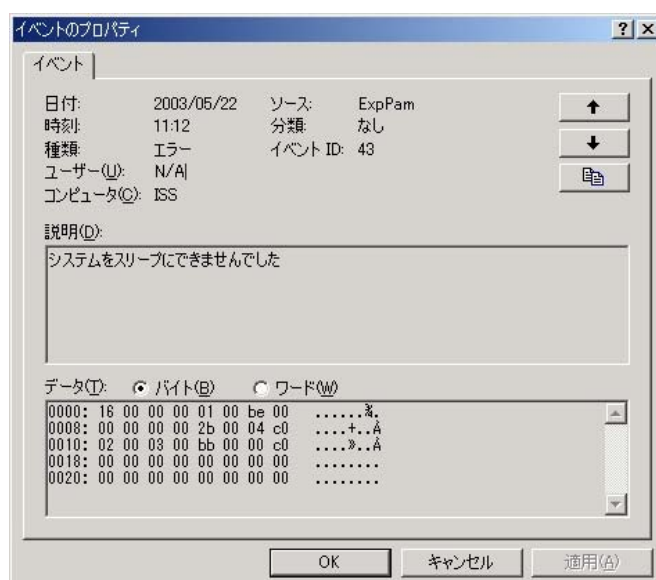 イベントのプロパティ
イベント
日付: 2003/05/22 ソース: ExpPam
時刻: 11:12 分類: なし
種類: エラー イベント ID: 43
ユーザー(U): N/A
コンピュータ(C): ISS
説明(D):
システムをスリープにできませんでした
データ(T): バイト(B) ワード(W)
0000: 16 00 00 00 01 00 be 00 ......¾.
0008: 00 00 00 00 2b 00 04 c0 ....+..À
0010: 02 00 03 00 bb 00 00 c0 ....»..À
0018: 00 00 00 00 00 00 00 00 ........
0020: 00 00 00 00 00 00 00 00 ........
OK キャンセル 適用(A)